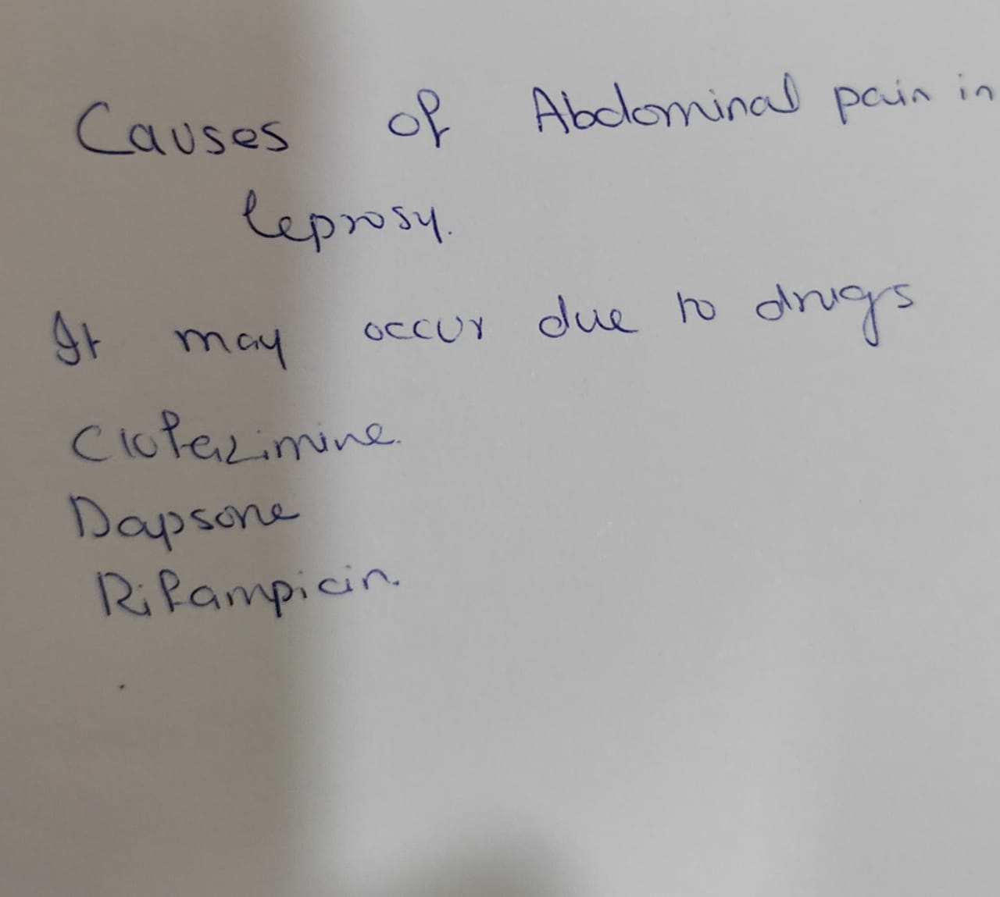 Causes of Abdominal pain in
leprosy.
It may occur due to drugs
Clofazimine.
Dapsone
Rifampicin.